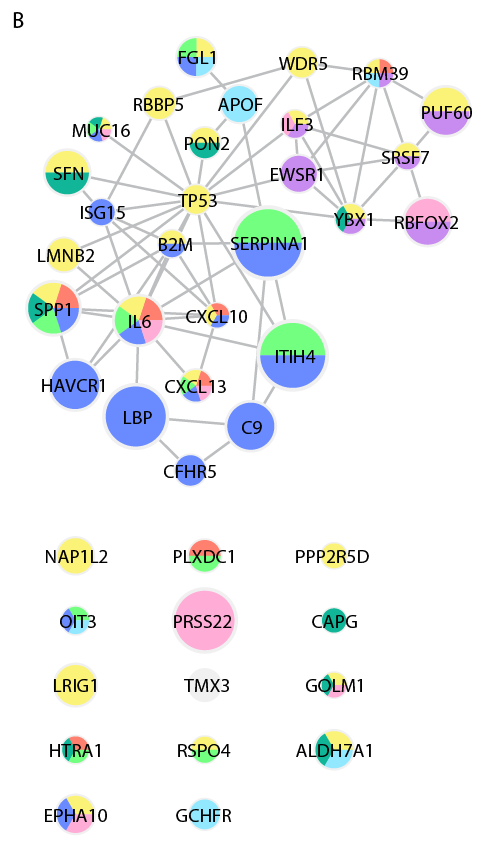 B
FGL1
WDR5
RBM39
RBBP5
APOF
PUF60
MUC16
ILF3
PON2
SRSF7
SFN
EWSR1
TP53
ISG15
YBX1
RBFOX2
B2M
SERPINA1
LMNB2
SPP1
IL6
CXCL10
ITIH4
HAVCR1
CXCL13
LBP
C9
CFHR5
NAP1L2 PLXDC1 PPP2R5D
OIT3 PRSS22 CAPG
LRIG1 TMX3 GOLM1
HTRA1 RSPO4 ALDH7A1
EPHA10 GCHFR